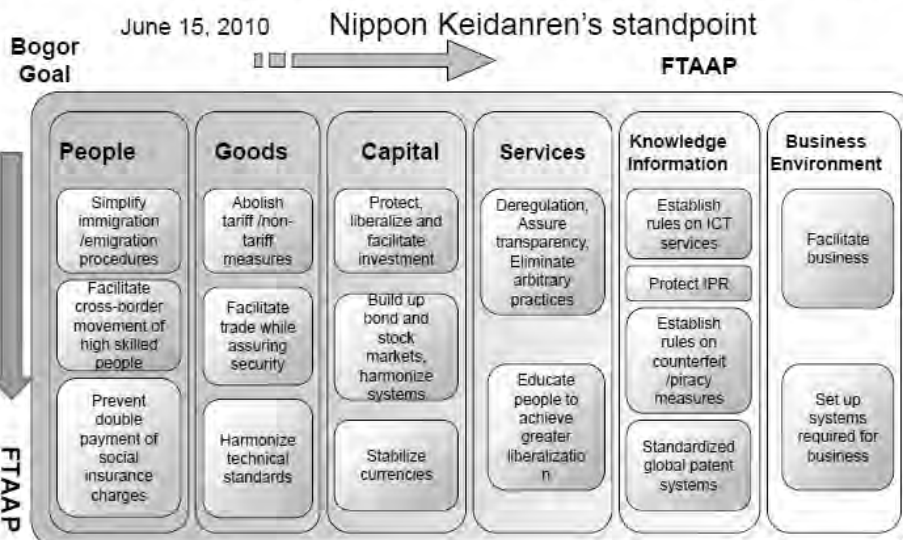 June 15, 2010
Nippon Keidanren's standpoint
Bogor
Goal
FTAAP
People
Simplify
immigration
/emigration
procedures
Facilitate
cross-border
movement of
high skilled
people
Prevent
double
payment of
social
insurance
charges
Goods
Abolish
tariff /non-
tariff
measures
Facilitate
trade while
assuring
security
Harmonize
technical
standards
Capital
Protect,
liberalize and
facilitate
investment
Build up
bond and
stock
markets,
harmonize
systems
Stabilize
currencies
Services
Deregulation,
Assure
transparency,
Eliminate
arbitrary
practices
Educate
people to
achieve
greater
liberalizatio
n
Knowledge
Information
Establish
rules on ICT
services
Protect IPR
Establish
rules on
counterfeit
/piracy
measures
Standardized
global patent
systems
Business
Environment
Facilitate
business
Set up
systems
required for
business
FTAAP